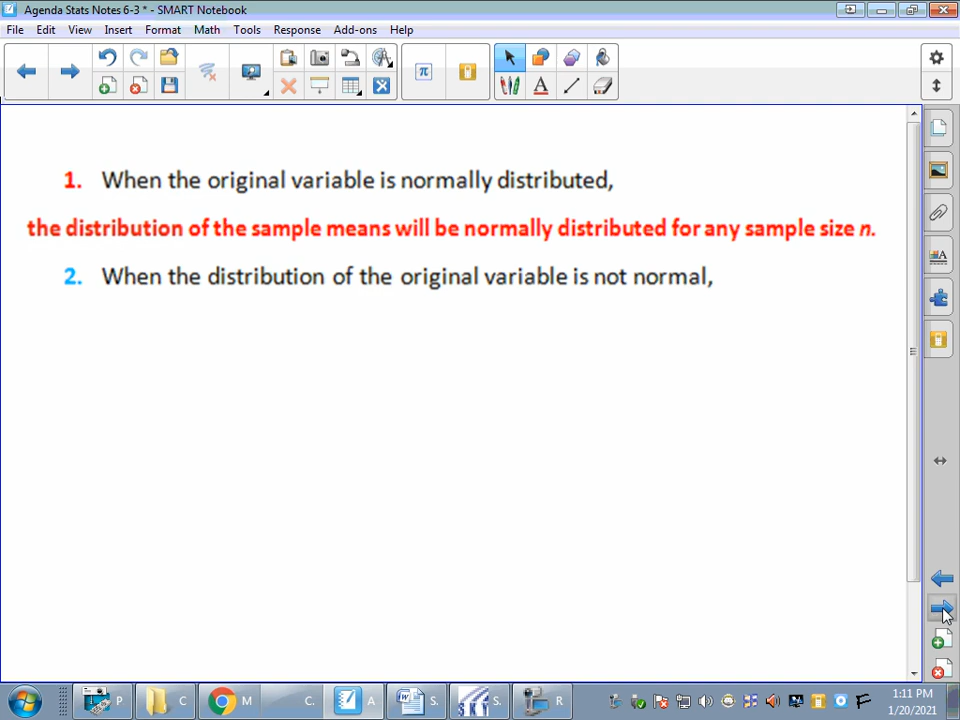 Agenda Stats Notes 6-3 * - SMART Notebook
File Edit View Insert Format Math Tools Response Add-ons Help
1. When the original variable is normally distributed,
the distribution of the sample means will be normally distributed for any sample size n.
2. When the distribution of the original variable is not normal,
P C M C. A S. S. R
1:11 PM
1/20/2021